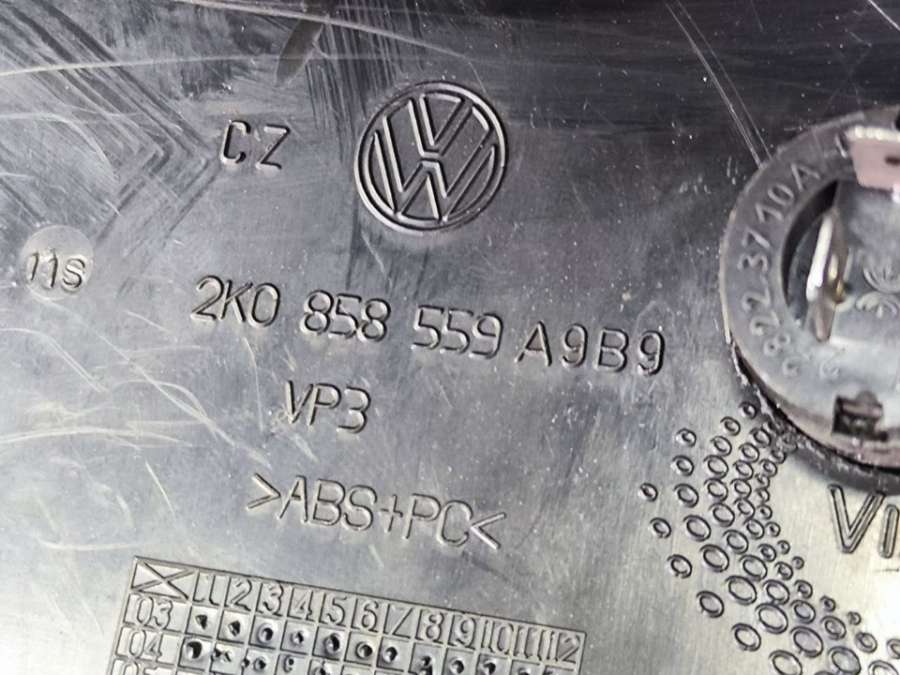 CZ
11s
2K0 858 559 A9B9
VP3
>ABS+PC<
1 2 3 4 5 6 7 8 9 10 11 12
03
04